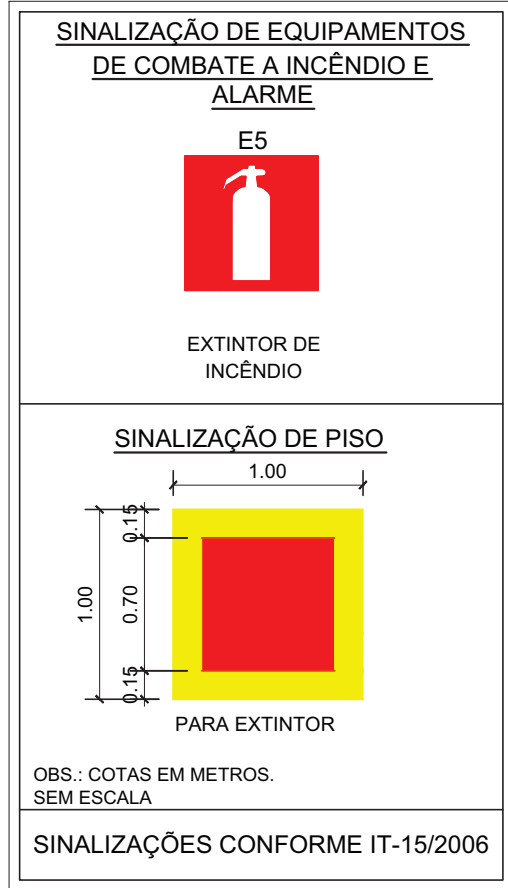 SINALIZAÇÃO DE EQUIPAMENTOS
DE COMBATE A INCÊNDIO E
ALARME
E5
EXTINTOR DE
INCÊNDIO
SINALIZAÇÃO DE PISO
1.00
0.15
1.00
0.70
0.15
PARA EXTINTOR
OBS.: COTAS EM METROS.
SEM ESCALA
SINALIZAÇÕES CONFORME IT-15/2006